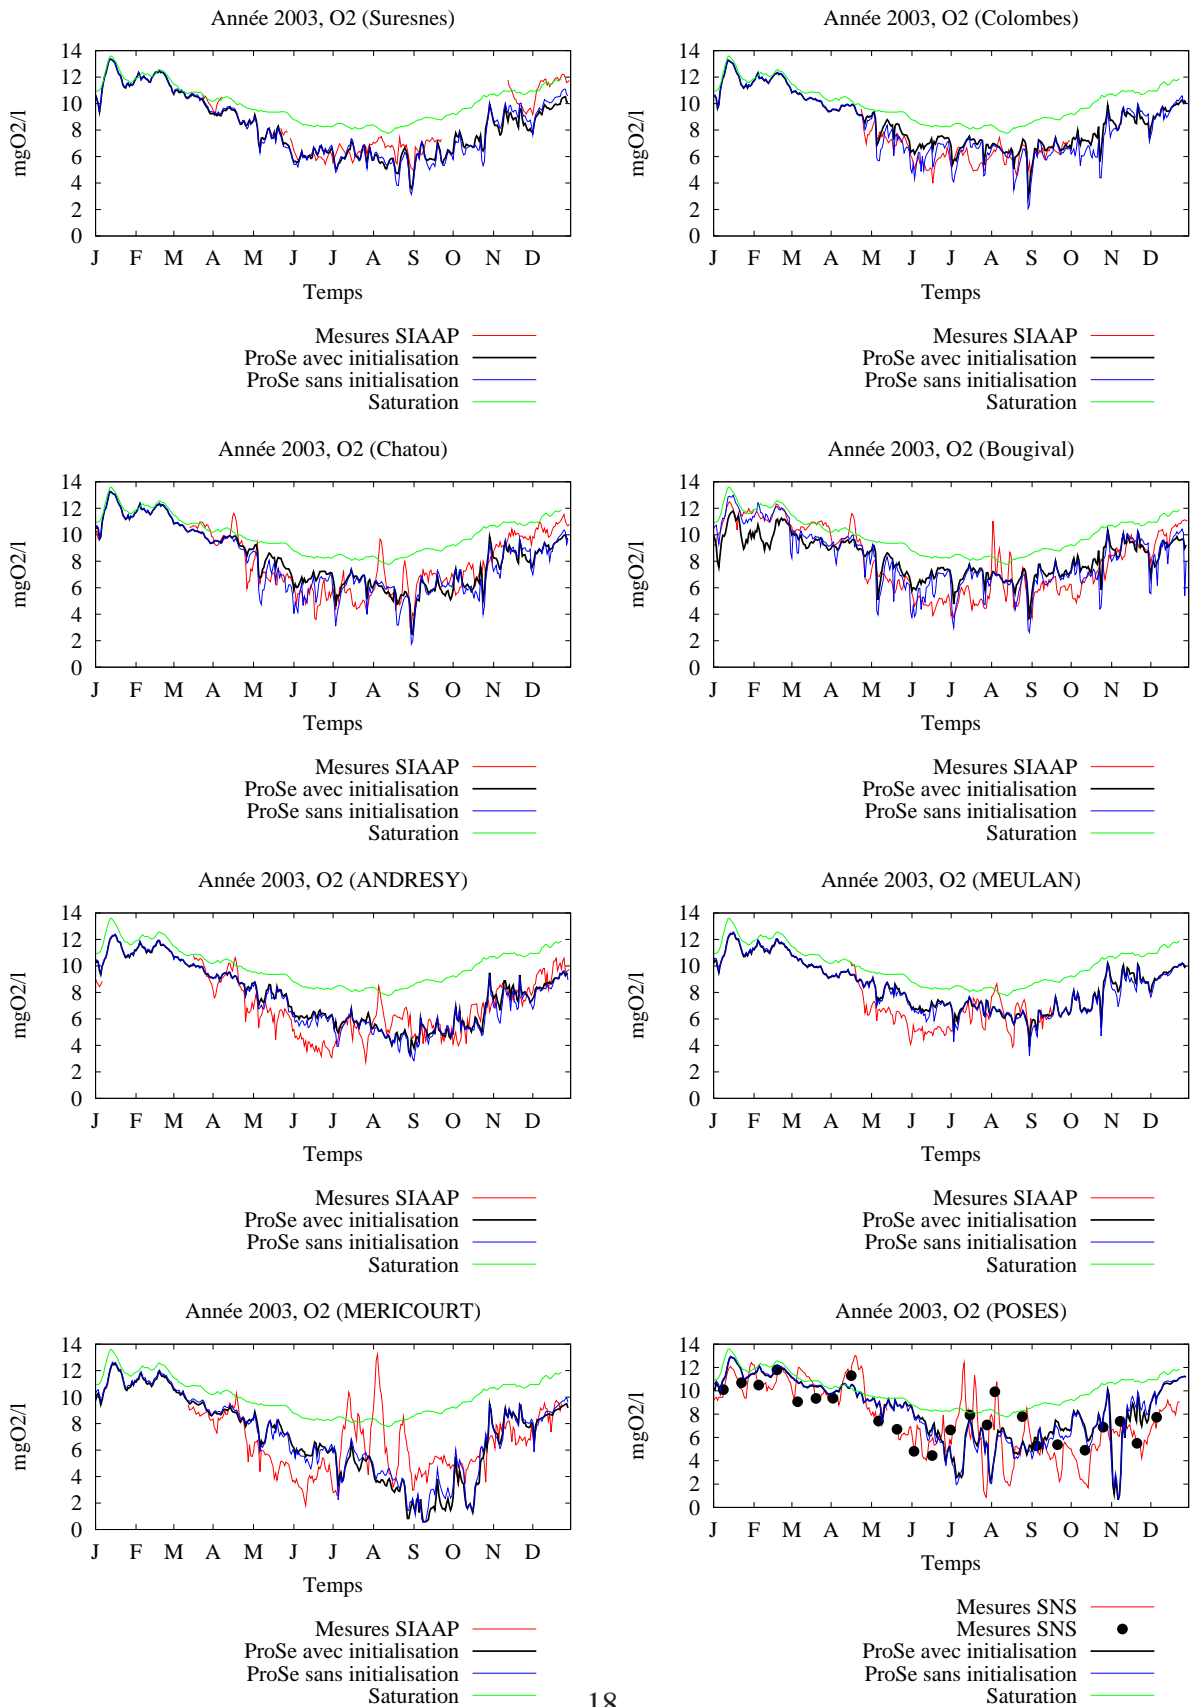 Année 2003, O2 (Suresnes)
14
12
10
8
6
4
2
0
mgO2/l
J F M A M J J A S O N D
Temps
Mesures SIAAP
ProSe avec initialisation
ProSe sans initialisation
Saturation
Année 2003, O2 (Colombes)
14
12
10
8
6
4
2
0
mgO2/l
J F M A M J J A S O N D
Temps
Mesures SIAAP
ProSe avec initialisation
ProSe sans initialisation
Saturation
Année 2003, O2 (Chatou)
14
12
10
8
6
4
2
0
mgO2/l
J F M A M J J A S O N D
Temps
Mesures SIAAP
ProSe avec initialisation
ProSe sans initialisation
Saturation
Année 2003, O2 (Bougival)
14
12
10
8
6
4
2
0
mgO2/l
J F M A M J J A S O N D
Temps
Mesures SIAAP
ProSe avec initialisation
ProSe sans initialisation
Saturation
Année 2003, O2 (ANDRESY)
14
12
10
8
6
4
2
0
mgO2/l
J F M A M J J A S O N D
Temps
Mesures SIAAP
ProSe avec initialisation
ProSe sans initialisation
Saturation
Année 2003, O2 (MEULAN)
14
12
10
8
6
4
2
0
mgO2/l
J F M A M J J A S O N D
Temps
Mesures SIAAP
ProSe avec initialisation
ProSe sans initialisation
Saturation
Année 2003, O2 (MERICOURT)
14
12
10
8
6
4
2
0
mgO2/l
J F M A M J J A S O N D
Temps
Mesures SIAAP
ProSe avec initialisation
ProSe sans initialisation
Saturation
Année 2003, O2 (POSES)
14
12
10
8
6
4
2
0
mgO2/l
J F M A M J J A S O N D
Temps
Mesures SNS
Mesures SNS
ProSe avec initialisation
ProSe sans initialisation
Saturation
18